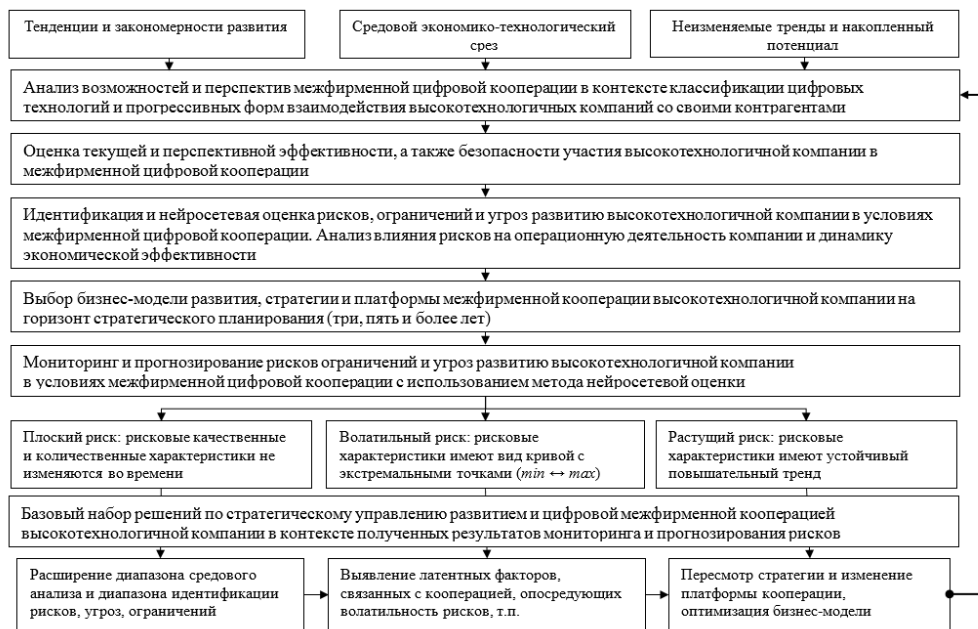 Тенденции и закономерности развития
Средовой экономико-технологический
срез
Неизменяемые тренды и накопленный
потенциал
Анализ возможностей и перспектив межфирменной цифровой кооперации в контексте классификации цифровых
технологий и прогрессивных форм взаимодействия высокотехнологичных компаний со своими контрагентами
Оценка текущей и перспективной эффективности, а также безопасности участия высокотехнологичной компании в
межфирменной цифровой кооперации
Идентификация и нейросетевая оценка рисков, ограничений и угроз развитию высокотехнологичной компании в условиях
межфирменной цифровой кооперации. Анализ влияния рисков на операционную деятельность компании и динамику
экономической эффективности
Выбор бизнес-модели развития, стратегии и платформы межфирменной кооперации высокотехнологичной компании на
горизонт стратегического планирования (три, пять и более лет)
Мониторинг и прогнозирование рисков ограничений и угроз развитию высокотехнологичной компании
в условиях межфирменной цифровой кооперации с использованием метода нейросетевой оценки
Плоский риск: рисковые качественные
и количественные характеристики не
изменяются во времени
Волатильный риск: рисковые
характеристики имеют вид кривой с
экстремальными точками (min ↔ max)
Растущий риск: рисковые
характеристики имеют устойчивый
повышательный тренд
Базовый набор решений по стратегическому управлению развитием и цифровой межфирменной кооперацией
высокотехнологичной компании в контексте полученных результатов мониторинга и прогнозирования рисков
Расширение диапазона средового
анализа и диапазона идентификации
рисков, угроз, ограничений
Выявление латентных факторов,
связанных с кооперацией, опосредующих
волатильность рисков, т.п.
Пересмотр стратегии и изменение
платформы кооперации,
оптимизация бизнес-модели